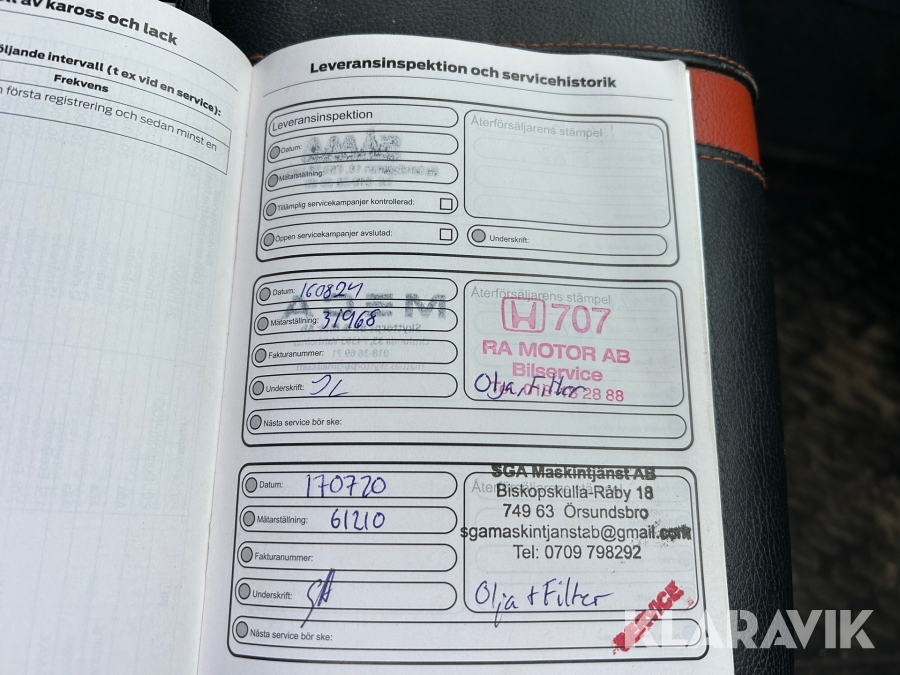 av kaross och lack
öljande intervall (t ex vid en service):
Frekvens
n första registrering och sedan minst en
Leveransinspektion och servicehistorik
Leveransinspektion
Återförsäljarens stämpel
Datum:
Mätarställning:
Tillämplig servicekampanjer kontrollerad:
Öppen servicekampanjer avslutad:
Underskrift:
Datum: 160824
Återförsäljarens stämpel
Mätarställning: 31968
H 707
Fakturanummer:
RA MOTOR AB
Bilservice
Underskrift:
Olja, Filter
28 88
Nästa service bör ske:
SGA Maskintjänst AB
Datum: 170720
Biskopskulla-Råby 18
749 63 Örsundsbro
Mätarställning: 61210
sgamaskintjanstab@gmail.com
Fakturanummer:
Tel: 0709 798292
Underskrift: SA
Olja + Filter
SERVICE
Nästa service bör ske:
KLARAVIK